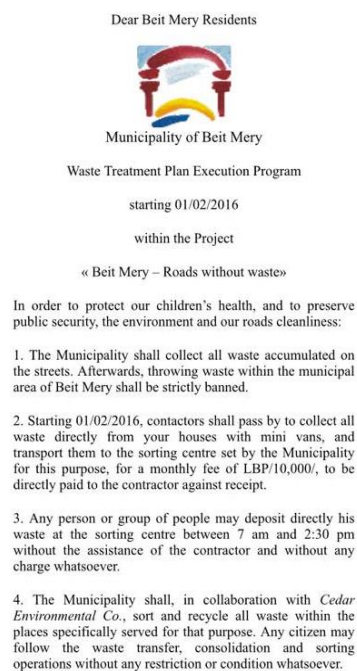 Dear Beit Mery Residents
Municipality of Beit Mery
Waste Treatment Plan Execution Program
starting 01/02/2016
within the Project
« Beit Mery – Roads without waste»
In order to protect our children's health, and to preserve
public security, the environment and our roads cleanliness:
1. The Municipality shall collect all waste accumulated on
the streets. Afterwards, throwing waste within the municipal
area of Beit Mery shall be strictly banned.
2. Starting 01/02/2016, contactors shall pass by to collect all
waste directly from your houses with mini vans, and
transport them to the sorting centre set by the Municipality
for this purpose, for a monthly fee of LBP/10,000/, to be
directly paid to the contractor against receipt.
3. Any person or group of people may deposit directly his
waste at the sorting centre between 7 am and 2:30 pm
without the assistance of the contractor and without any
charge whatsoever.
4. The Municipality shall, in collaboration with Cedar
Environmental Co., sort and recycle all waste within the
places specifically served for that purpose. Any citizen may
follow the waste transfer, consolidation and sorting
operations without any restriction or condition whatsoever.